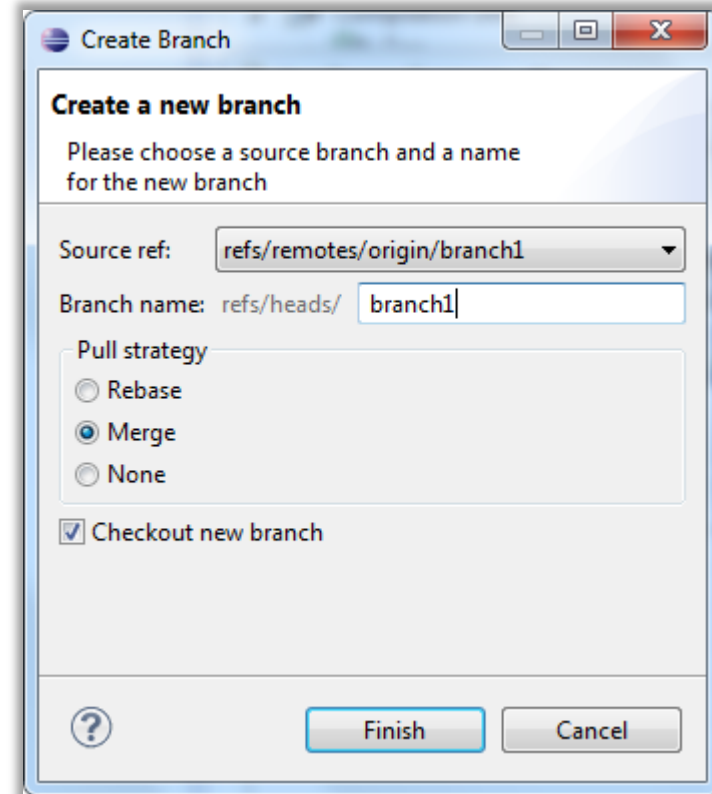 Create Branch
Create a new branch
Please choose a source branch and a name
for the new branch
Source ref: refs/remotes/origin/branch1
Branch name: refs/heads/ branch1
Pull strategy
Rebase
Merge
None
Checkout new branch
? Finish Cancel